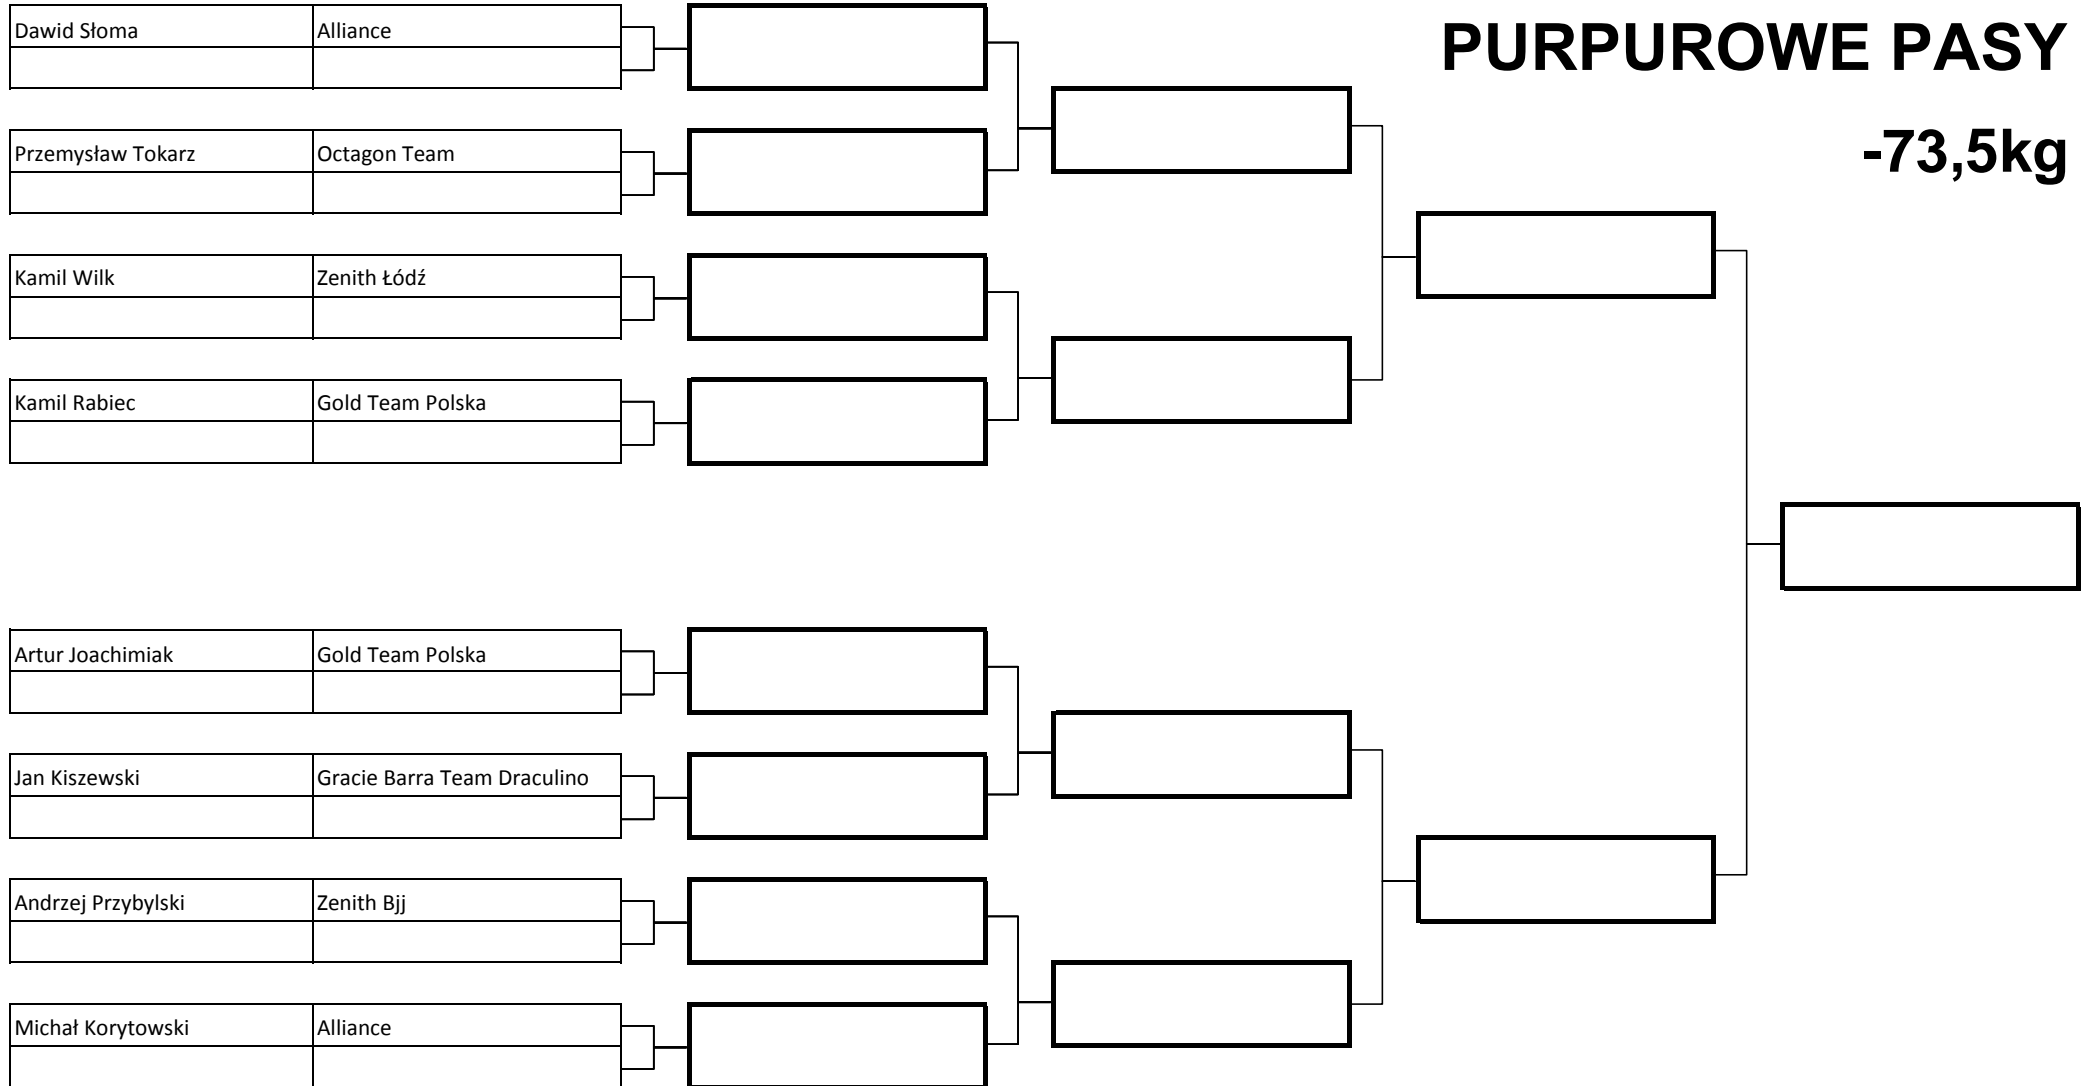 PURPUROWE PASY
-73,5kg
Dawid Słoma Alliance
Przemysław Tokarz Octagon Team
Kamil Wilk Zenith Łódź
Kamil Rabiec Gold Team Polska
Artur Joachimiak Gold Team Polska
Jan Kiszewski Gracie Barra Team Draculino
Andrzej Przybylski Zenith Bjj
Michał Korytowski Alliance